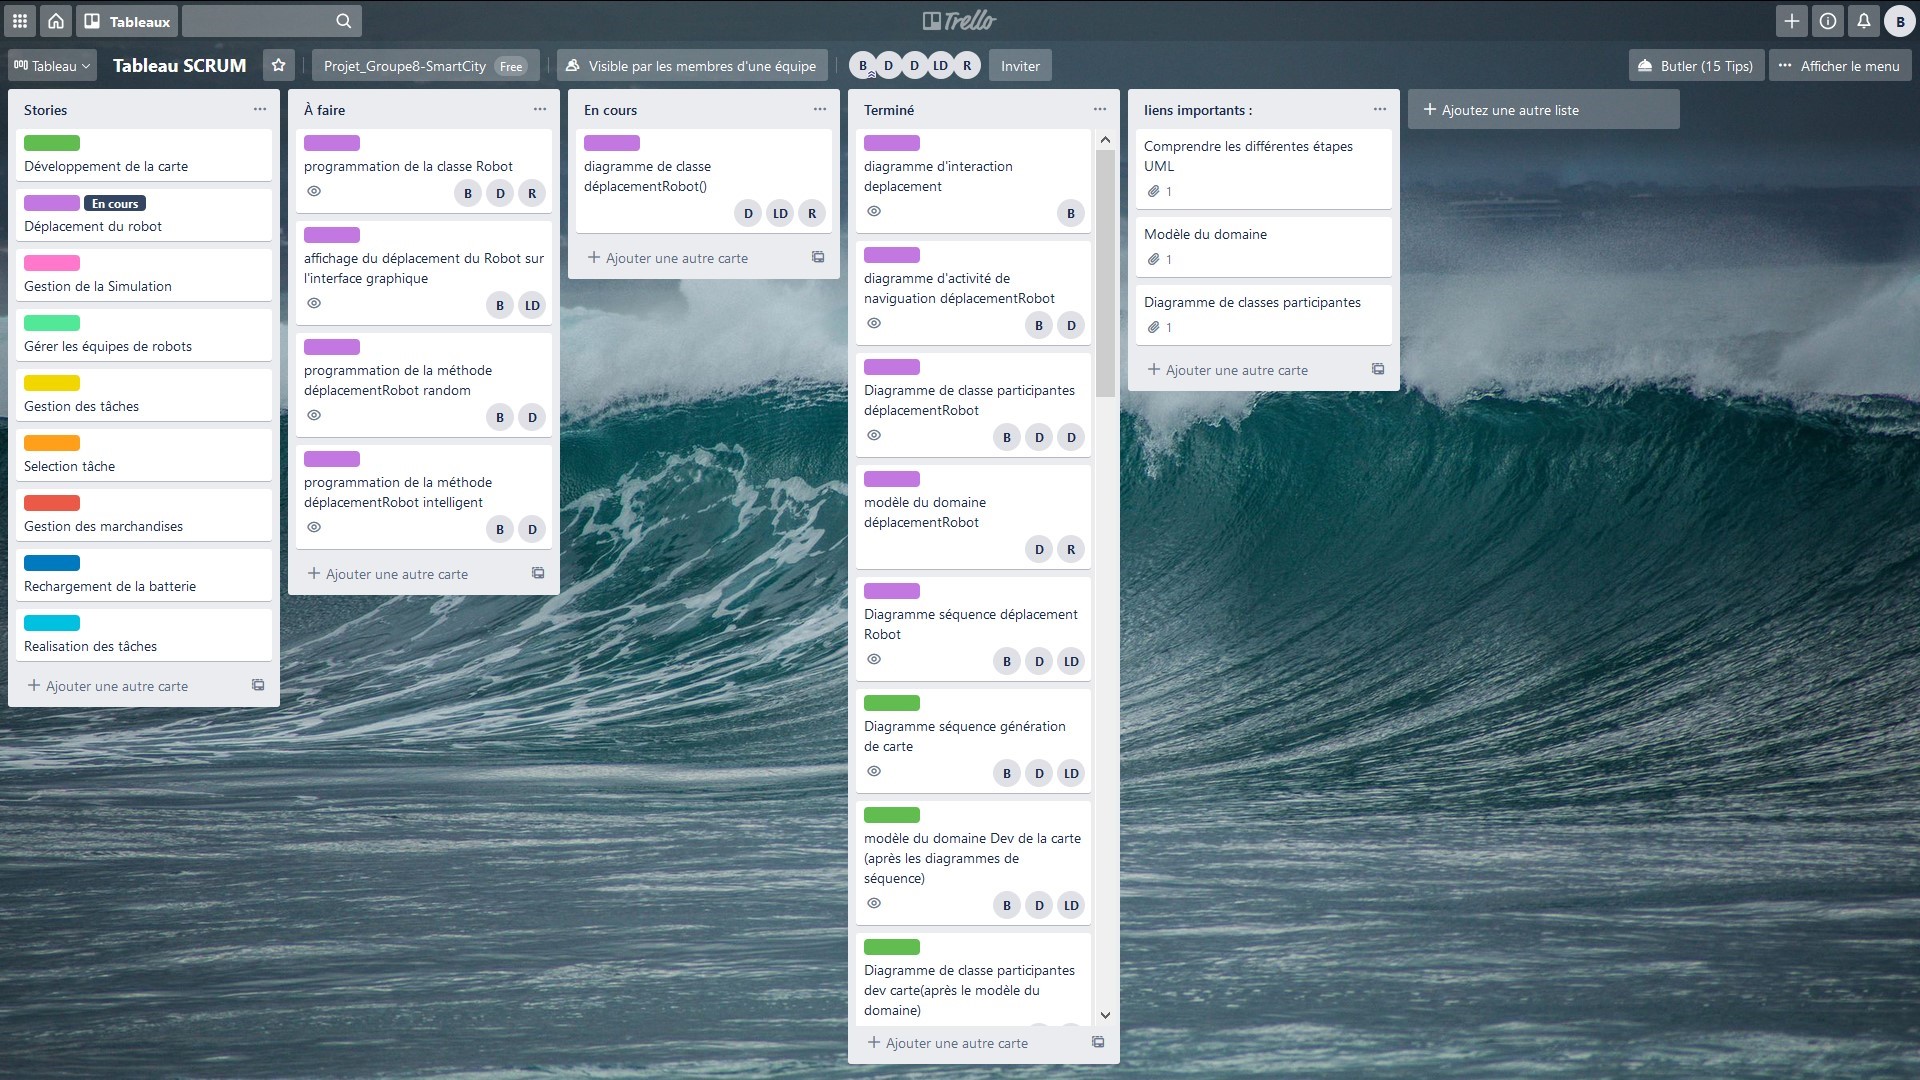 Tableaux
Trello
B
Tableau
Tableau SCRUM
Projet_Groupe8-SmartCity Free
Visible par les membres d'une équipe
B D D LD R
Inviter
Butler (15 Tips)
Afficher le menu
Stories
Développement de la carte
En cours
Déplacement du robot
Gestion de la Simulation
Gérer les équipes de robots
Gestion des tâches
Selection tâche
Gestion des marchandises
Rechargement de la batterie
Realisation des tâches
Ajouter une autre carte
À faire
programmation de la classe Robot
B D R
affichage du déplacement du Robot sur
l'interface graphique
B LD
programmation de la méthode
déplacementRobot random
B D
programmation de la méthode
déplacementRobot intelligent
B D
Ajouter une autre carte
En cours
diagramme de classe
déplacementRobot()
D LD R
Ajouter une autre carte
Terminé
diagramme d'interaction
deplacement
B
diagramme d'activité de
naviguation déplacementRobot
B D
Diagramme de classe participantes
déplacementRobot
B D D
modèle du domaine
déplacementRobot
D R
Diagramme séquence déplacement
Robot
B D LD
Diagramme séquence génération
de carte
B D LD
modèle du domaine Dev de la carte
(après les diagrammes de
séquence)
B D LD
Diagramme de classe participantes
dev carte(après le modèle du
domaine)
Ajouter une autre carte
liens importants :
Comprendre les différentes étapes
UML
1
Modèle du domaine
1
Diagramme de classes participantes
1
Ajouter une autre carte
Ajoutez une autre liste